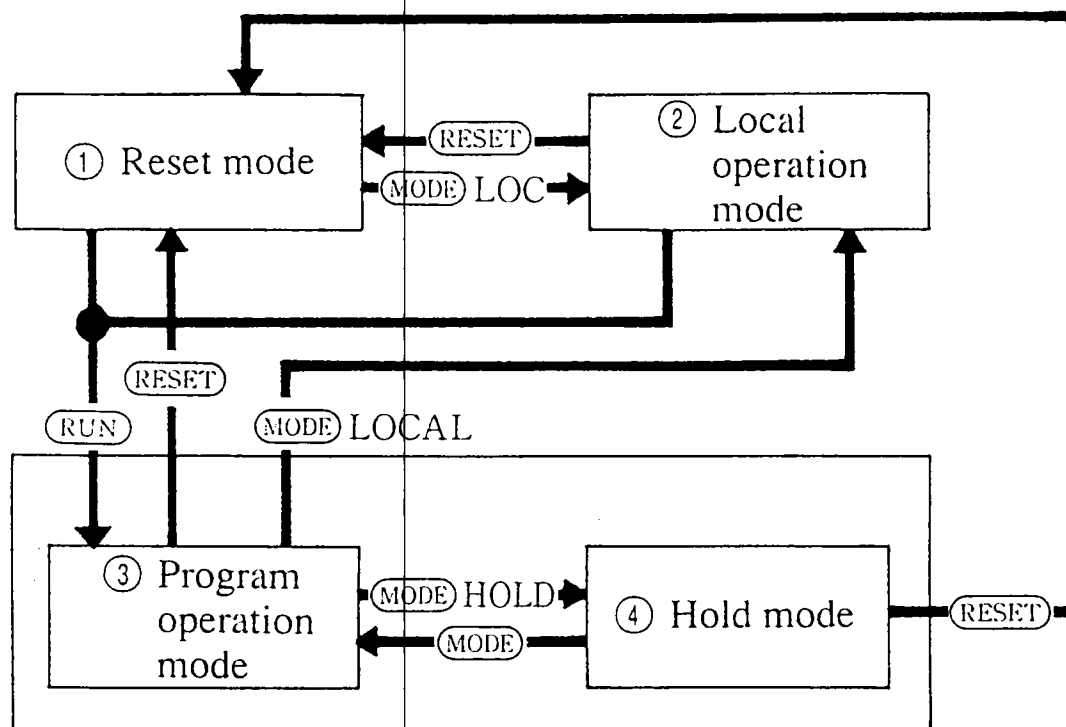 ① Reset mode
RESET
MODE LOC
② Local
operation
mode
RESET
RUN
MODE LOCAL
③ Program
operation
mode
MODE HOLD
MODE
④ Hold mode
RESET